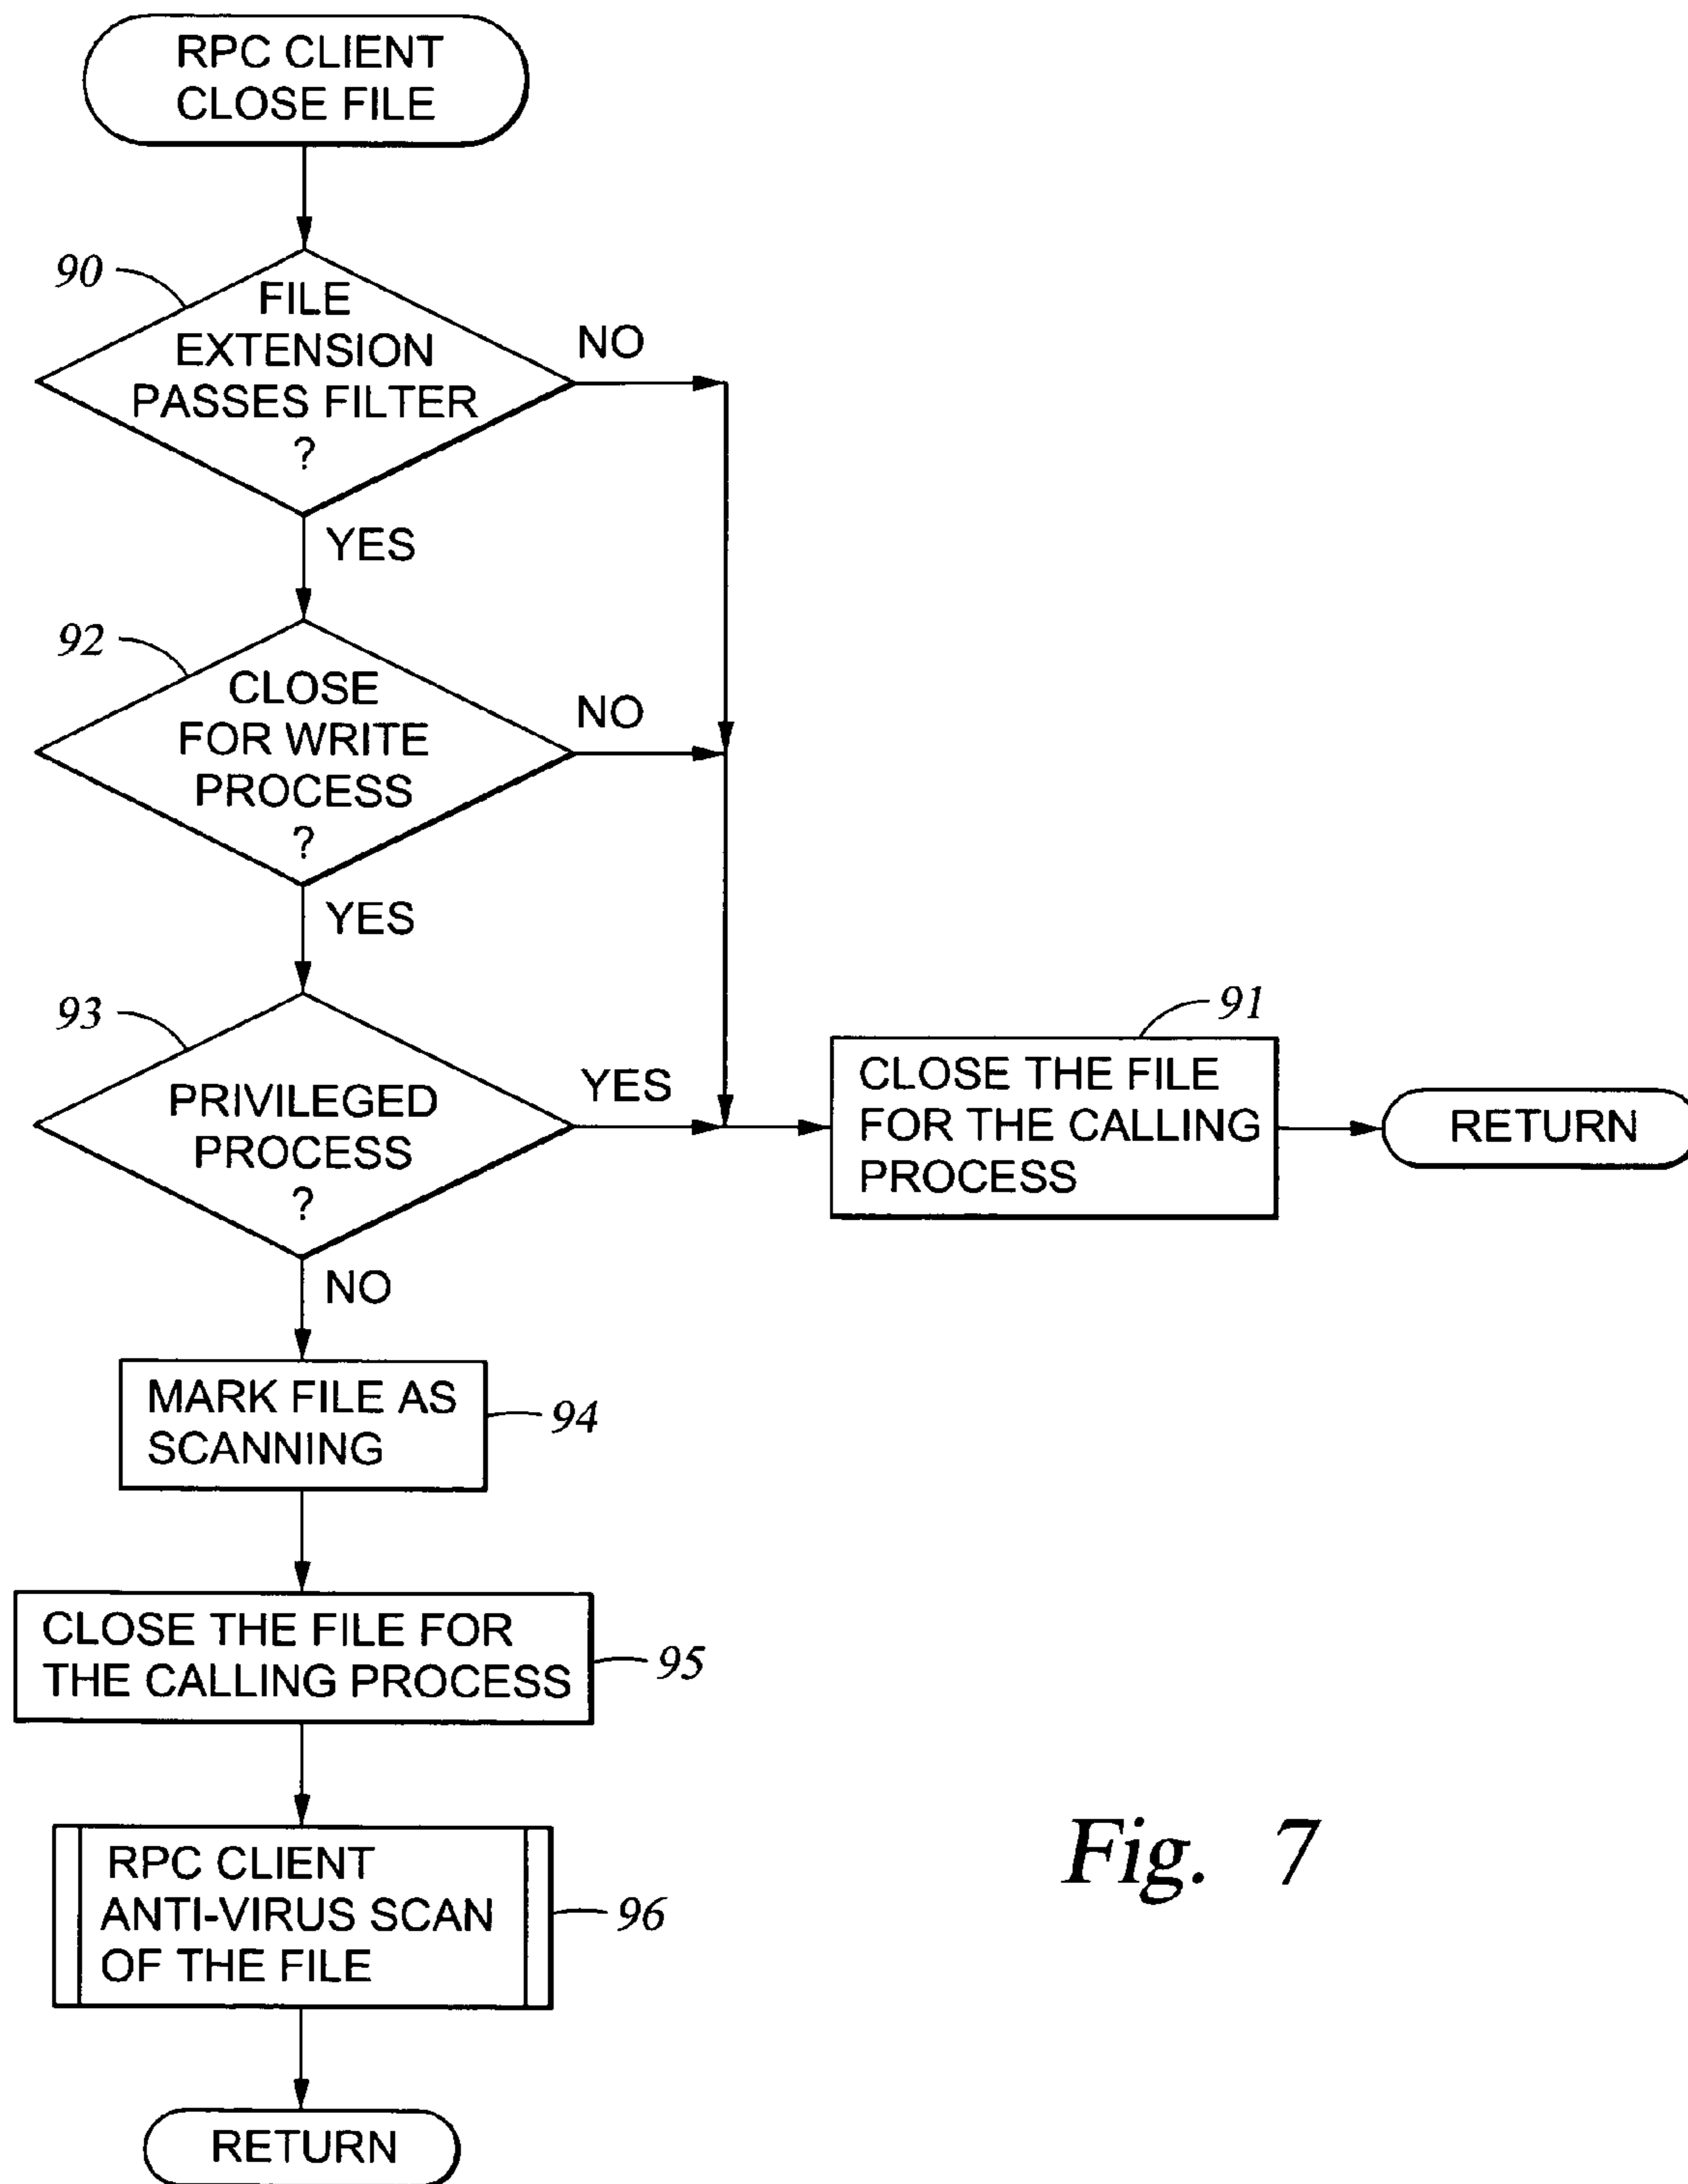 RPC CLIENT
CLOSE FILE
90
FILE
EXTENSION
PASSES FILTER
?
NO
YES
92
CLOSE
FOR WRITE
PROCESS
?
NO
YES
93
PRIVILEGED
PROCESS
?
YES
91
CLOSE THE FILE
FOR THE CALLING
PROCESS
RETURN
NO
MARK FILE AS
SCANNING
94
CLOSE THE FILE FOR
THE CALLING PROCESS
95
RPC CLIENT
ANTI-VIRUS SCAN
OF THE FILE
96
RETURN
Fig. 7